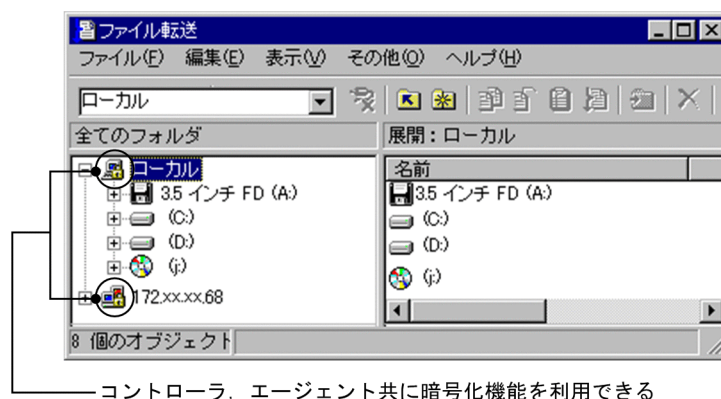 ファイル転送
ファイル(F) 編集(E) 表示(V) その他(O) ヘルプ(H)
ローカル
全てのフォルダ
展開:ローカル
ローカル
3.5 インチ FD (A:)
(C:)
(D:)
(j:)
172.xx.xx.68
名前
3.5 インチ FD (A:)
(C:)
(D:)
(j:)
8 個のオブジェクト
コントローラ，エージェント共に暗号化機能を利用できる